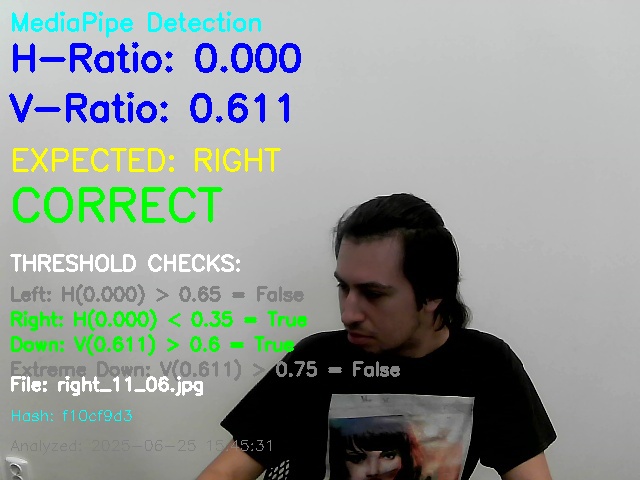 MediaPipe Detection
H-Ratio: 0.000
V-Ratio: 0.611
EXPECTED: RIGHT
CORRECT
THRESHOLD CHECKS:
Left: H(0.000) > 0.65 = False
Right: H(0.000) < 0.35 = True
Down: V(0.611) > 0.6 = True
Extreme Down: V(0.611) > 0.75 = False
File: right_11_06.jpg
Hash: f10cf9d3
Analyzed: 2025-06-25 15:45:31